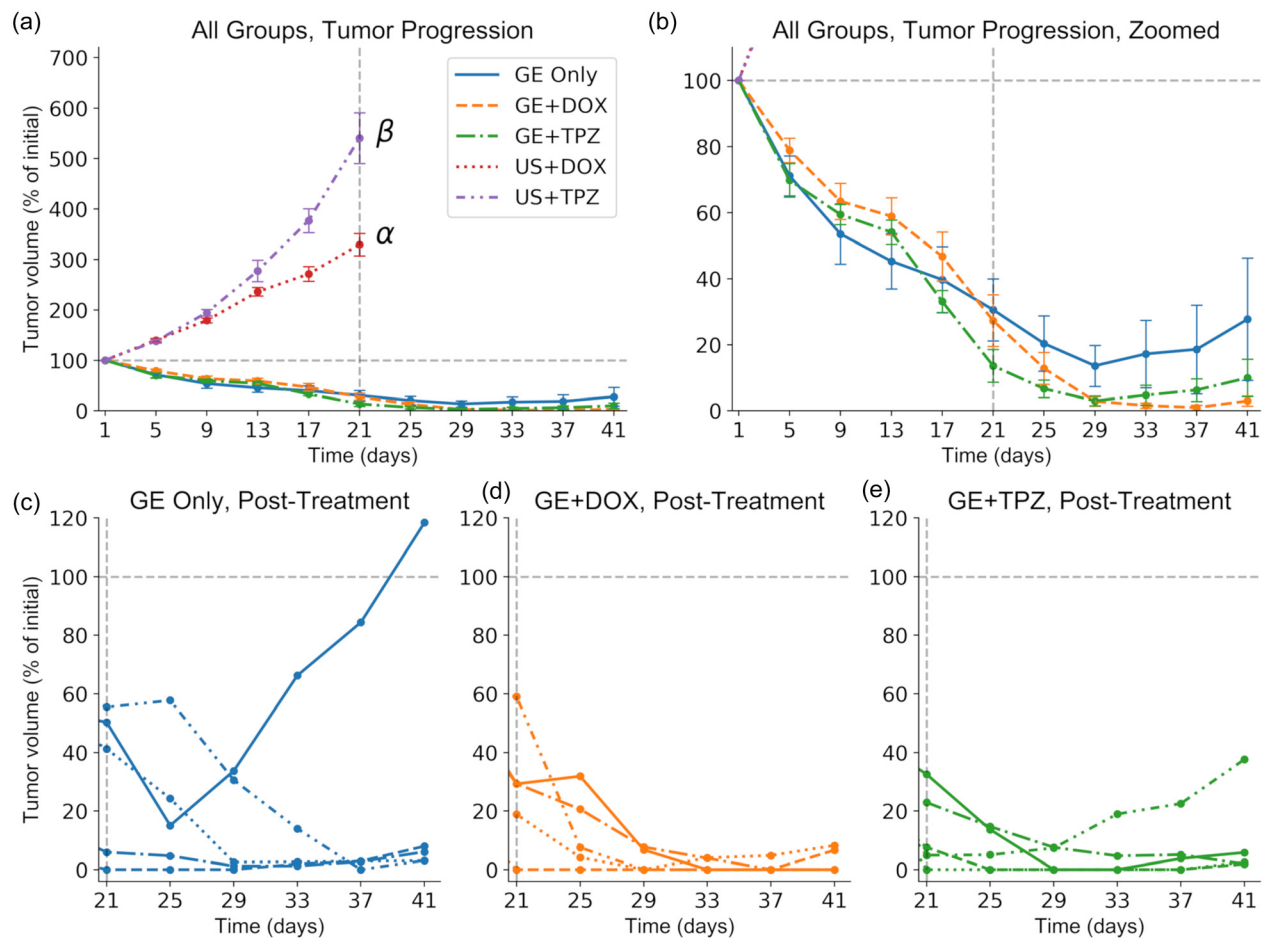 (a)
All Groups, Tumor Progression
Tumor volume (% of initial)
700
600
500
400
300
200
100
0
GE Only
GE+DOX
GE+TPZ
US+DOX
US+TPZ
β
α
1 5 9 13 17 21 25 29 33 37 41
Time (days)
(b)
All Groups, Tumor Progression, Zoomed
100
80
60
40
20
0
1 5 9 13 17 21 25 29 33 37 41
Time (days)
(c)
GE Only, Post-Treatment
Tumor volume (% of initial)
120
100
80
60
40
20
0
21 25 29 33 37 41
Time (days)
(d)
GE+DOX, Post-Treatment
120
100
80
60
40
20
0
21 25 29 33 37 41
Time (days)
(e)
GE+TPZ, Post-Treatment
120
100
80
60
40
20
0
21 25 29 33 37 41
Time (days)